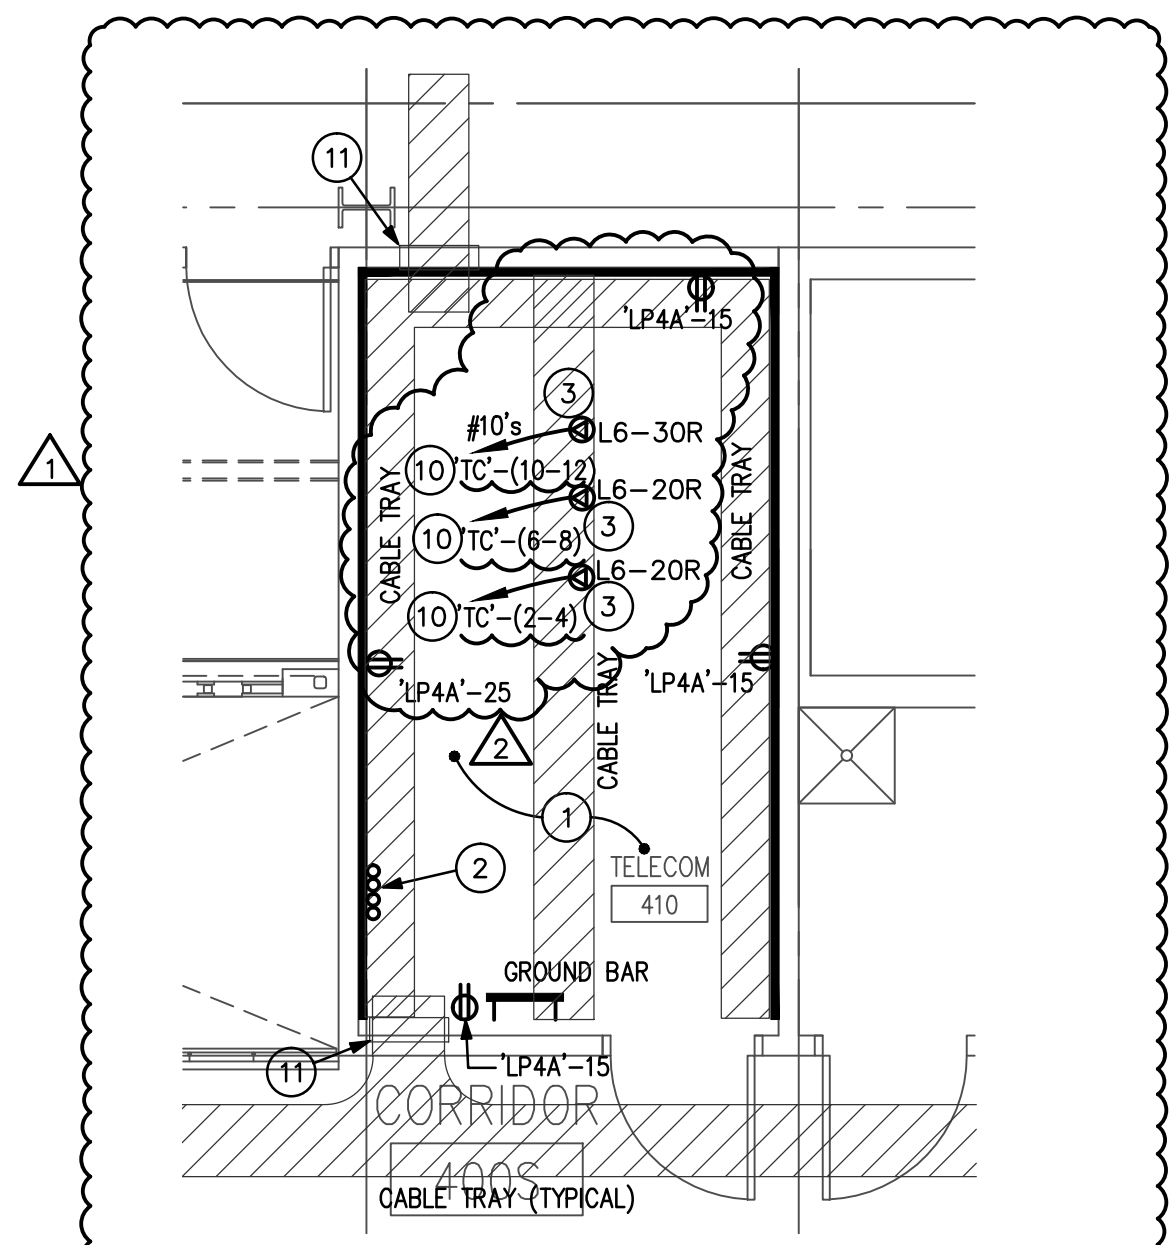 11
'LP4A'-15
3
#10's
L6-30R
1
10 'TC'-(10-12)
CABLE TRAY
CABLE TRAY
L6-20R
3
10 'TC'-(6-8)
L6-20R
3
10 'TC'-(2-4)
'LP4A'-25
'LP4A'-15
2
CABLE TRAY
1
2
TELECOM
410
GROUND BAR
11
'LP4A'-15
CORRIDOR
400S
CABLE TRAY (TYPICAL)